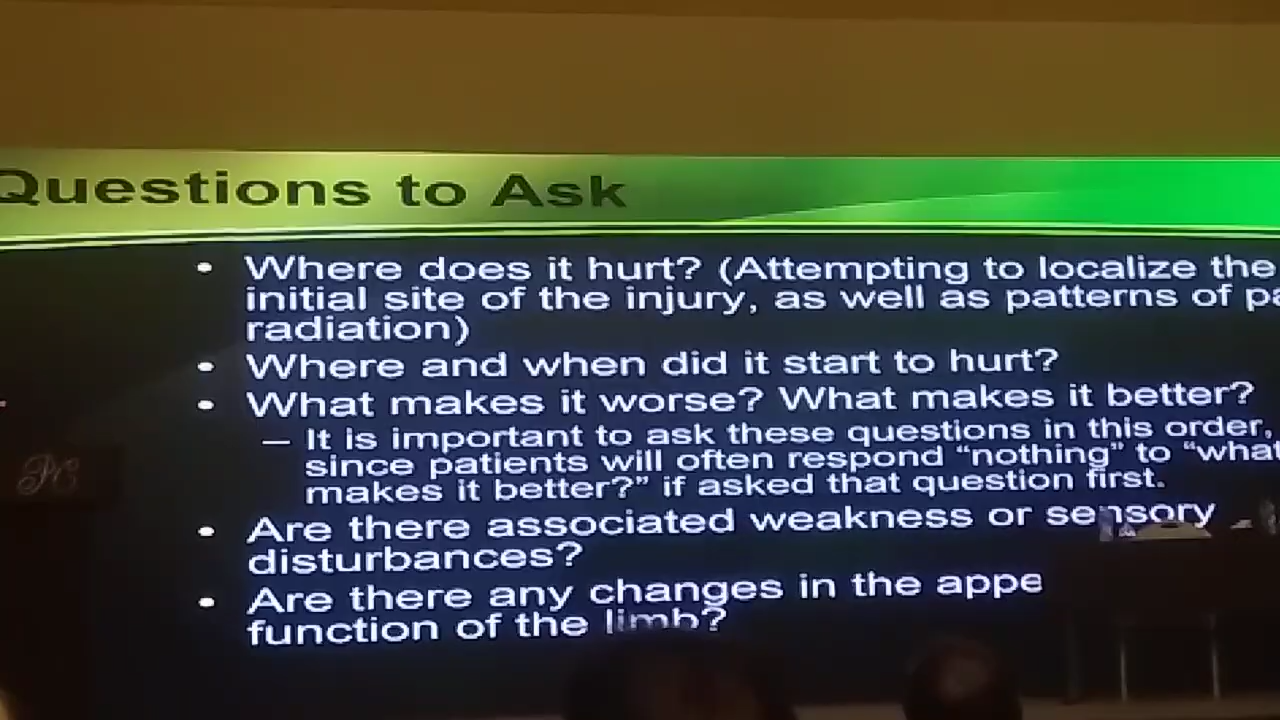 Questions to Ask
• Where does it hurt? (Attempting to localize the
initial site of the injury, as well as patterns of
radiation)
• Where and when did it start to hurt?
• What makes it worse? What makes it better?
– It is important to ask these questions in this order,
since patients will often respond “nothing” to “what
makes it better?” if asked that question first.
• Are there associated weakness or sensory
disturbances?
• Are there any changes in the appe
function of the limb?